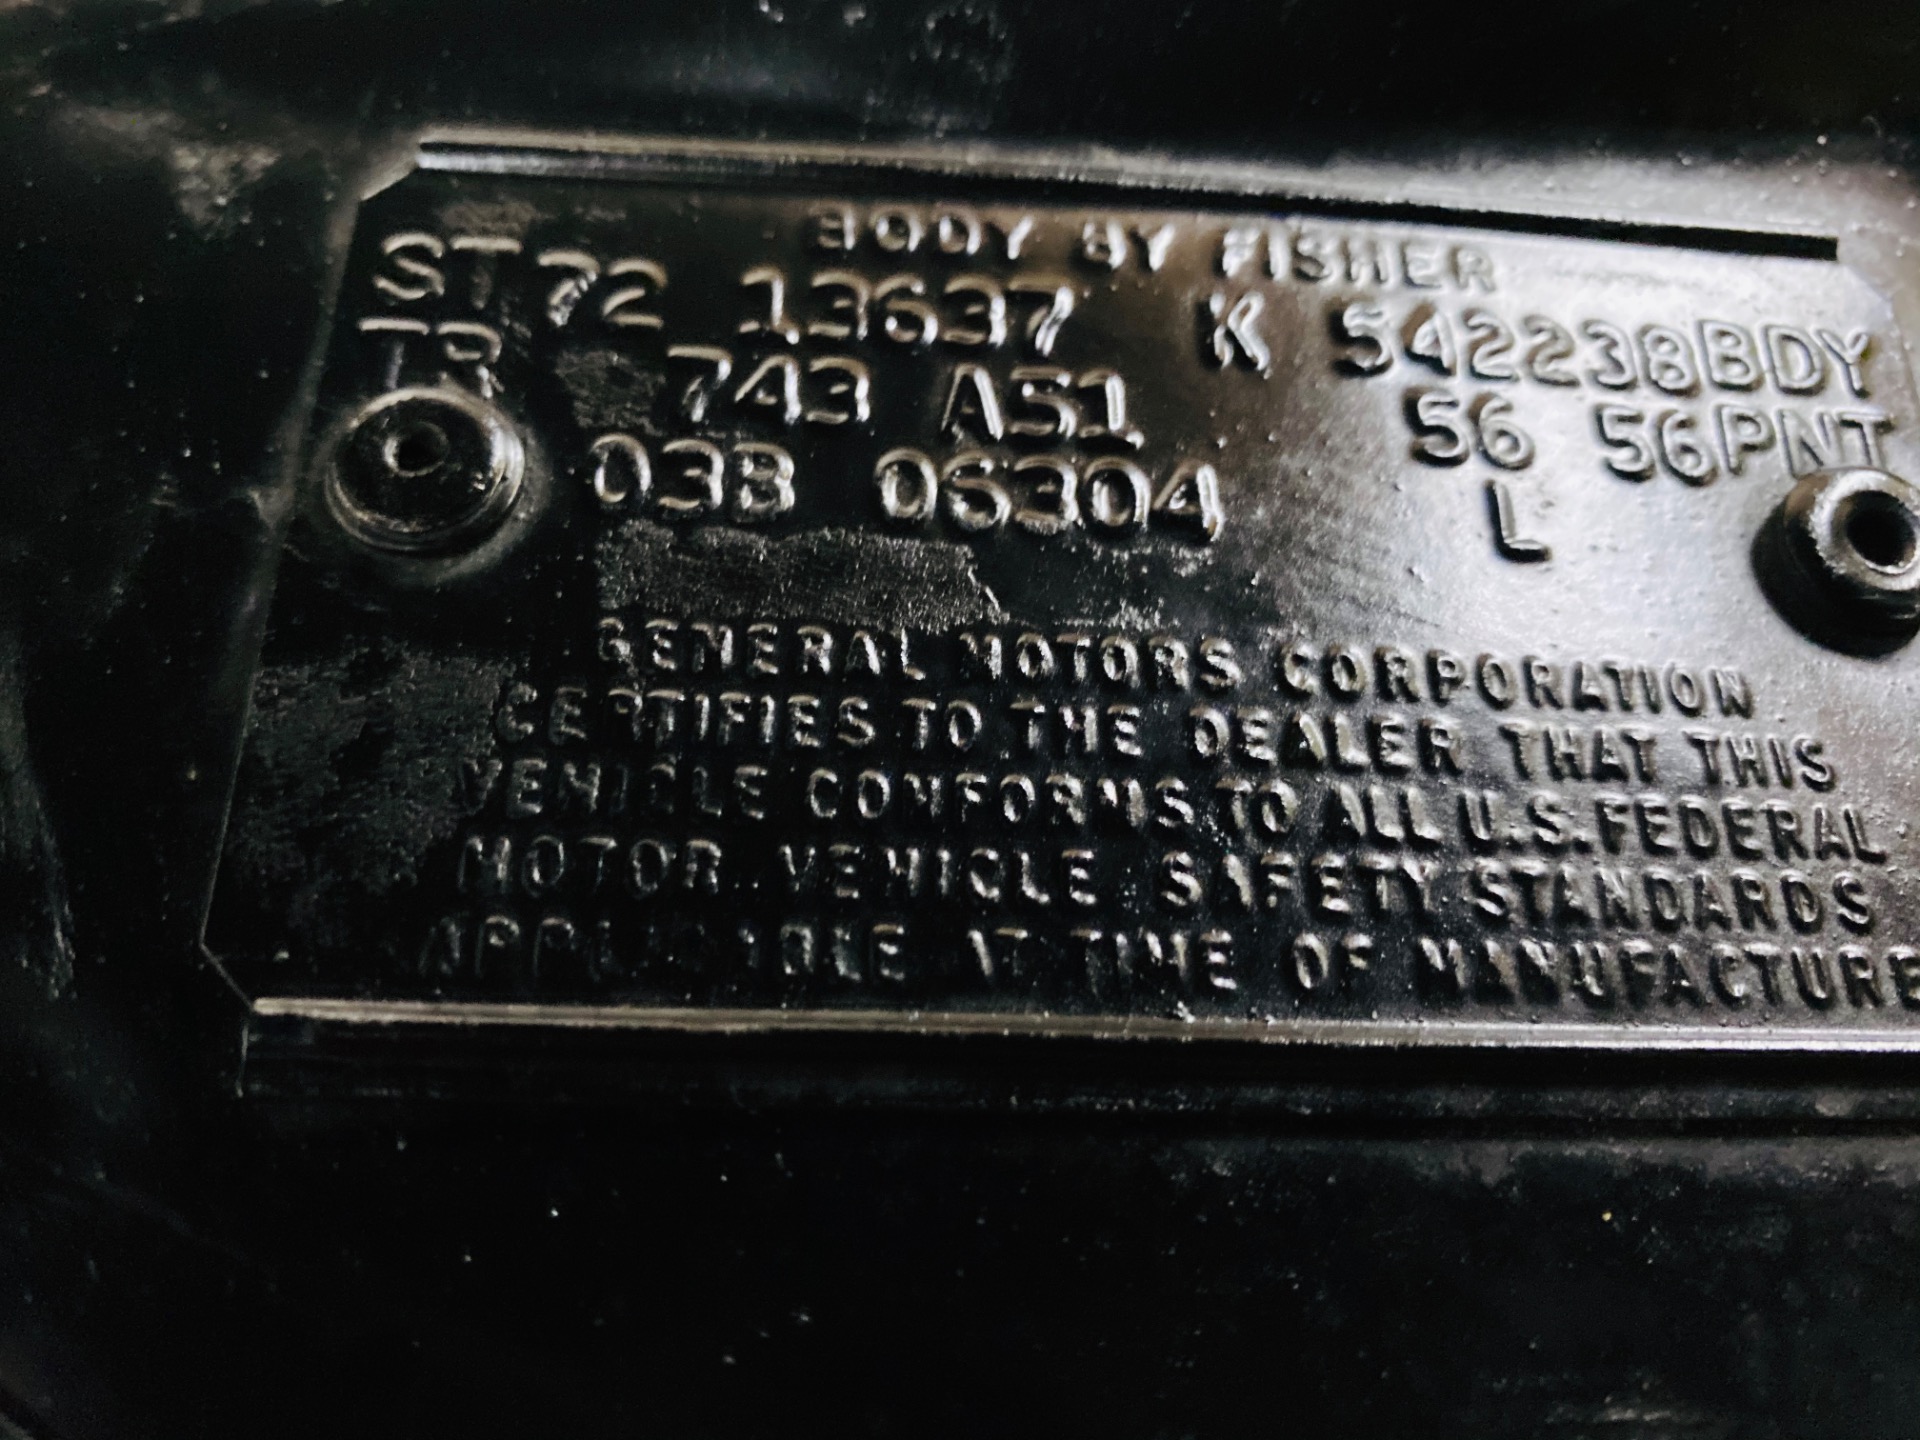 BODY BY FISHER
ST 72 13637 K 542238BDY
TR 743 A51 56 56PNT
03B 06304 L
GENERAL MOTORS CORPORATION
CERTIFIES TO THE DEALER THAT THIS
VEHICLE CONFORMS TO ALL U.S. FEDERAL
MOTOR VEHICLE SAFETY STANDARDS
APPLICABLE AT TIME OF MANUFACTURE